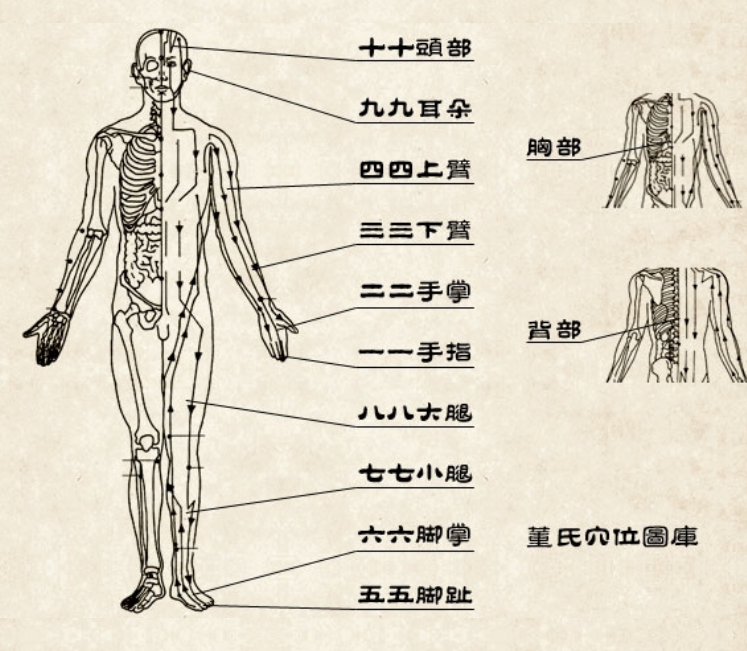 十十頭部
九九耳朵
四四上臂
三三下臂
二二手掌
一一手指
八八大腿
七七小腿
六六腳掌
五五腳趾
胸部
背部
董氏穴位圖庫